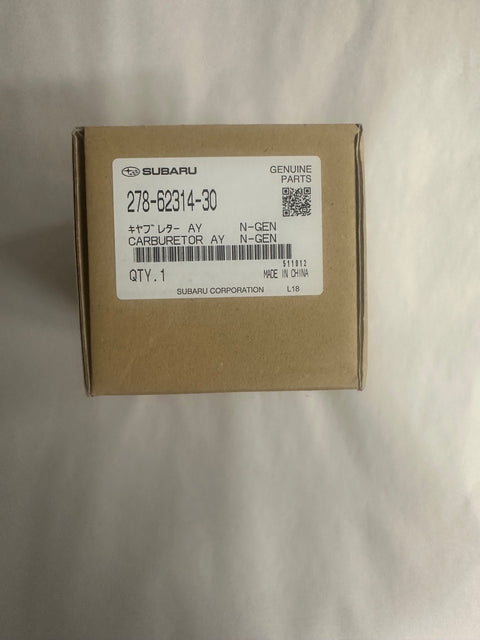 SUBARU
GENUINE
PARTS
278-62314-30
キャブレター AY N-GEN
CARBURETOR AY N-GEN
511012
QTY.1
MADE IN CHINA
SUBARU CORPORATION L18